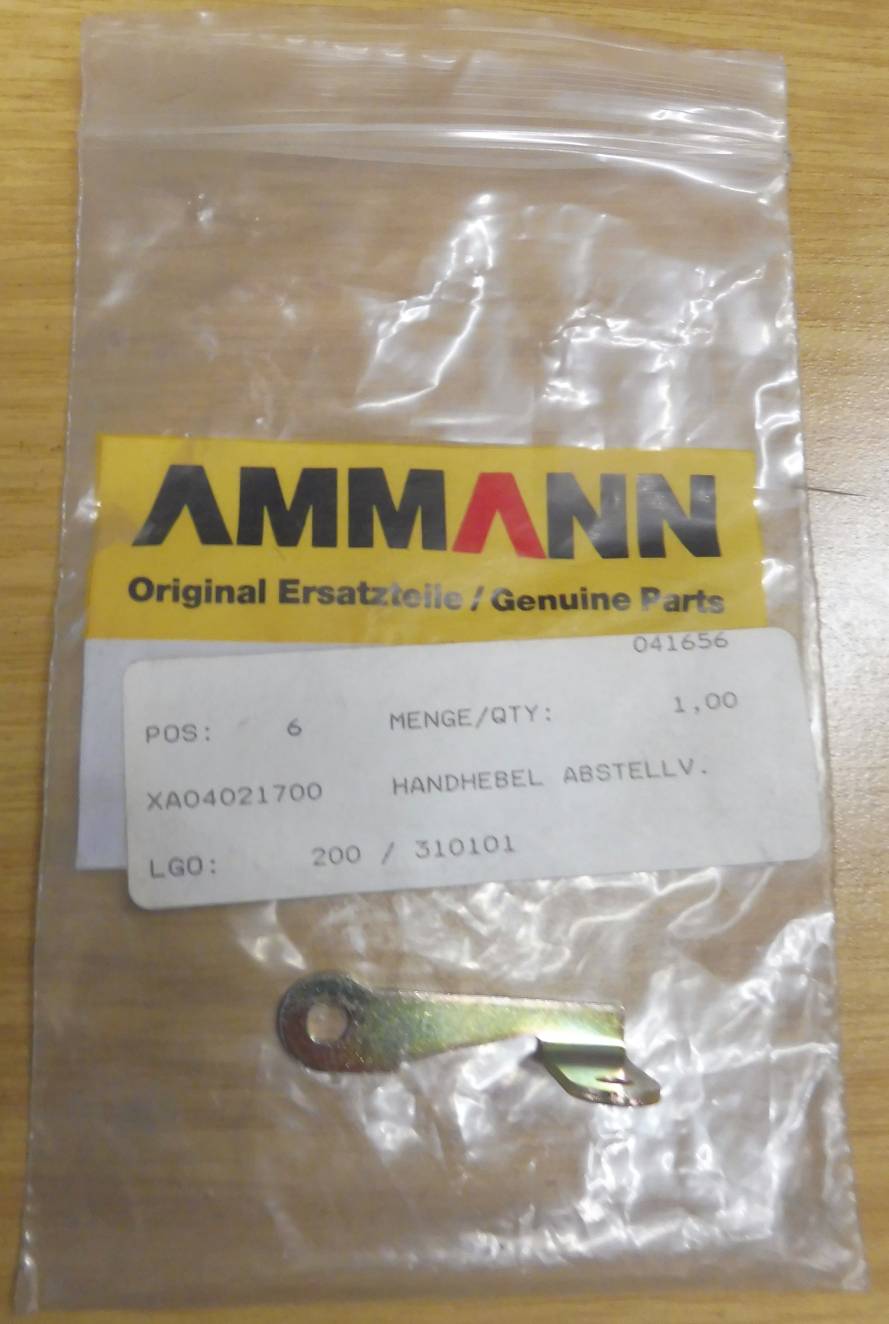 AMMANN
Original Ersatzteile / Genuine Parts
041656
POS: 6 MENGE/QTY: 1,00
XA04021700 HANDHEBEL ABSTELLV.
LGO: 200 / 310101